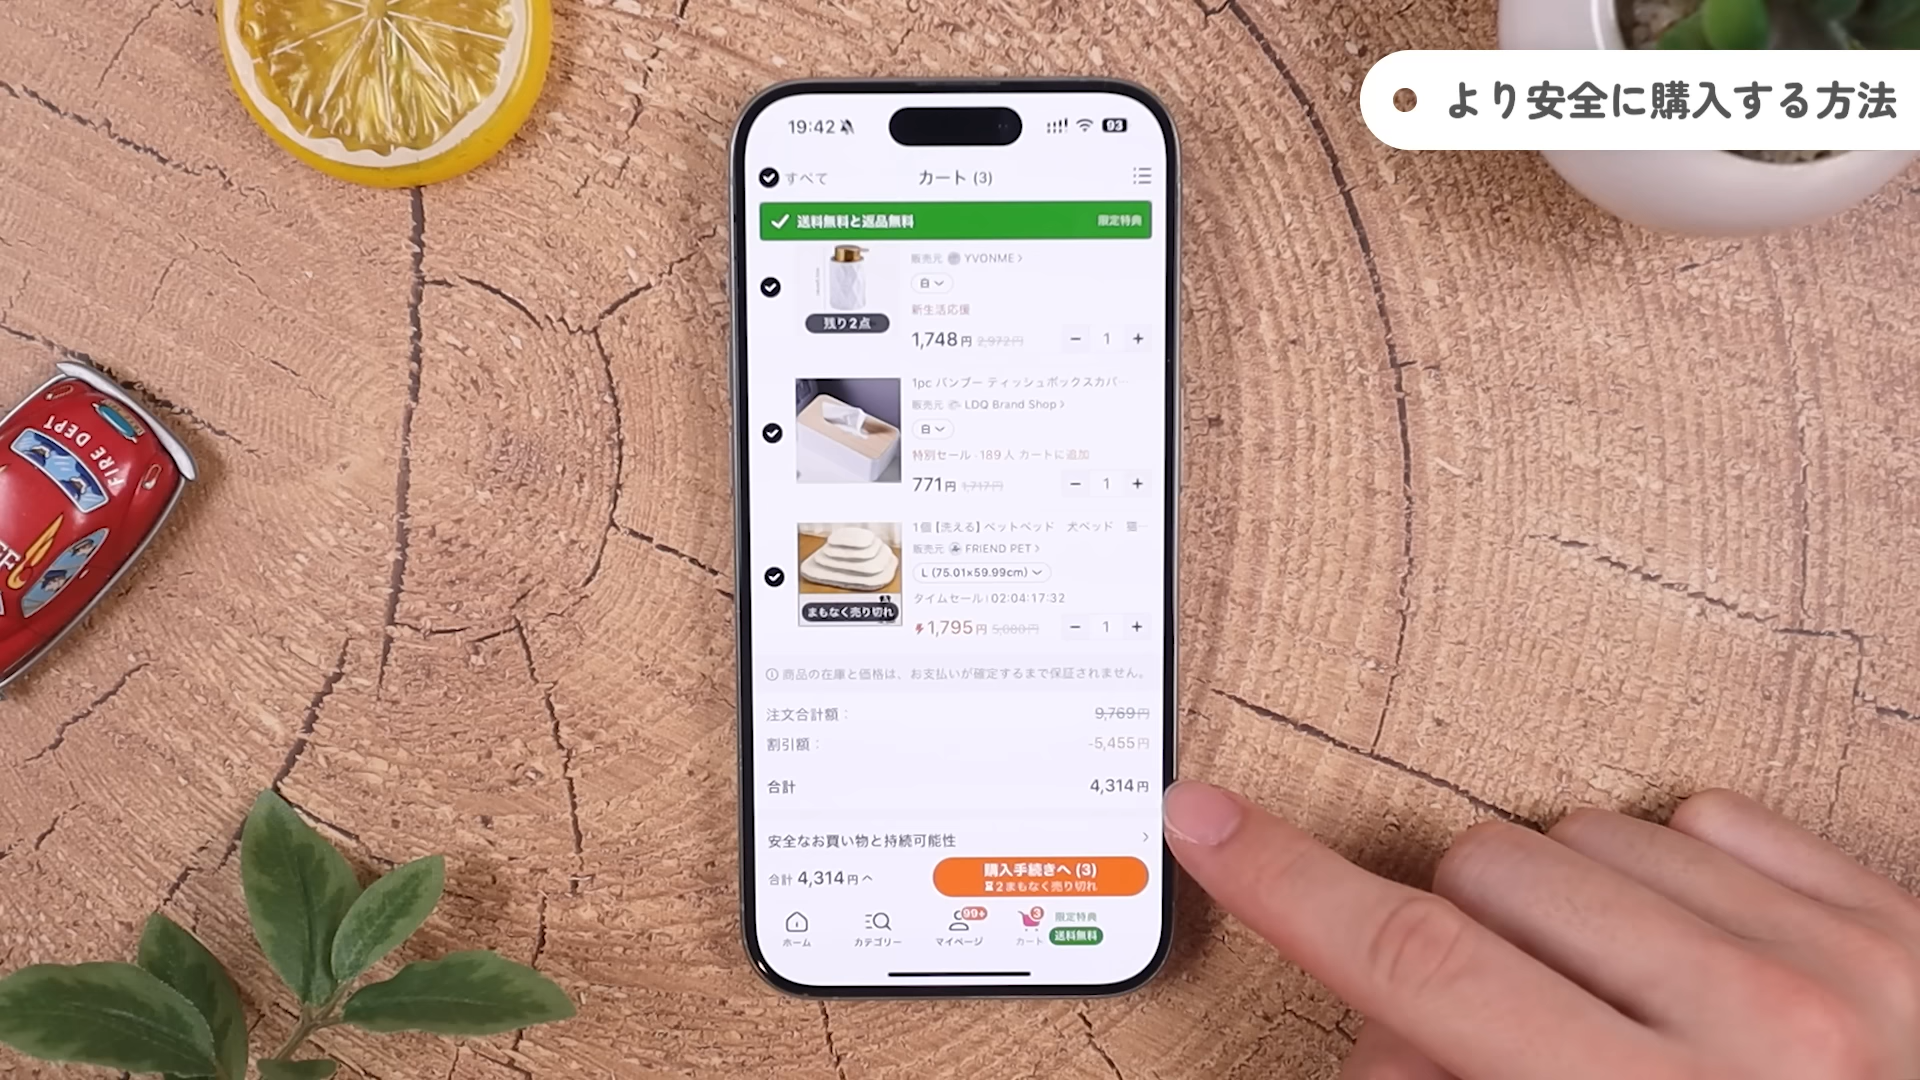 より安全に購入する方法
19:42
93
すべて
カート (3)
送料無料と返品無料
限定特典
販売元 YVONME
白
新生活応援
残り2点
1,748円 2,972円
1
1pc バンブー ティッシュボックスカバ…
販売元 LDQ Brand Shop
白
特別セール・189人 カートに追加
771円 1,717円
1
1個【洗える】ペットベッド 犬ベッド 猫…
販売元 FRIEND PET
L (75.01×59.99cm)
タイムセール 02:04:17:32
まもなく売り切れ
1,795円 5,080円
1
商品の在庫と価格は、お支払いが確定するまで保証されません。
注文合計額：
9,769円
割引額：
-5,455円
合計
4,314円
安全なお買い物と持続可能性
合計 4,314円
購入手続きへ (3)
2まもなく売り切れ
ホーム
カテゴリー
99+
マイページ
3
カート
限定特典
送料無料
FIRE DEPT